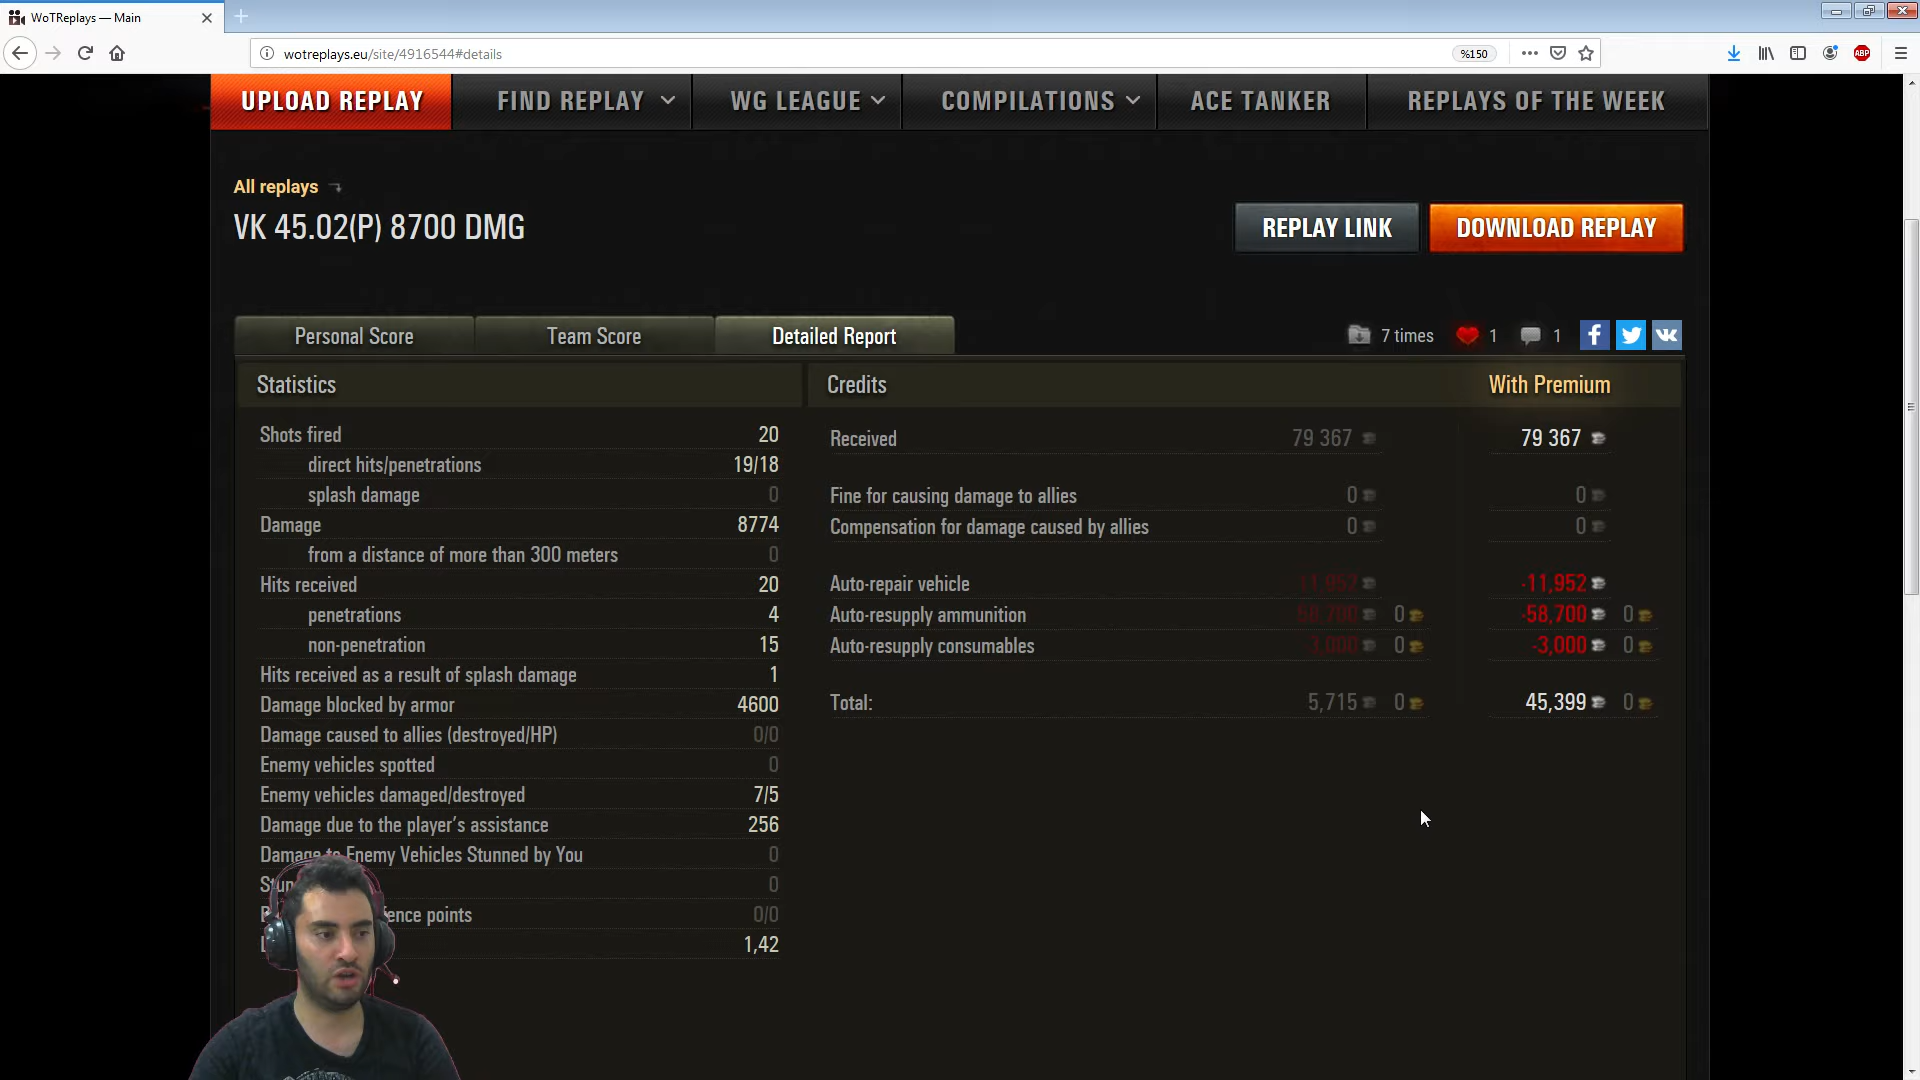 WoTReplays — Main
wotreplays.eu/site/4916544#details
%150
ABP
UPLOAD REPLAY
FIND REPLAY
WG LEAGUE
COMPILATIONS
ACE TANKER
REPLAYS OF THE WEEK
All replays
VK 45.02(P) 8700 DMG
REPLAY LINK
DOWNLOAD REPLAY
Personal Score
Team Score
Detailed Report
7 times
1
1
Statistics
Shots fired 20
direct hits/penetrations 19/18
splash damage 0
Damage 8774
from a distance of more than 300 meters 0
Hits received 20
penetrations 4
non-penetration 15
Hits received as a result of splash damage 1
Damage blocked by armor 4600
Damage caused to allies (destroyed/HP) 0/0
Enemy vehicles spotted 0
Enemy vehicles damaged/destroyed 7/5
Damage due to the player's assistance 256
Damage to Enemy Vehicles Stunned by You 0
0
points 0/0
1,42
Credits With Premium
Received 79 367 79 367
Fine for causing damage to allies 0 0
Compensation for damage caused by allies 0 0
Auto-repair vehicle -11,952 -11,952
Auto-resupply ammunition -58,700 0 -58,700 0
Auto-resupply consumables -3,000 0 -3,000 0
Total: 5,715 0 45,399 0